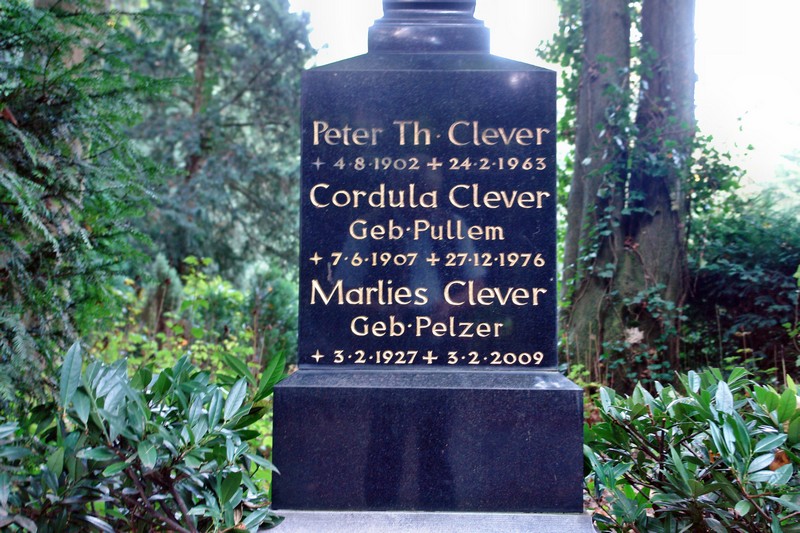 Peter Th · Clever
✦ 4 · 8 · 1902 ✝ 24 · 2 · 1963
Cordula Clever
Geb · Pullem
✦ 7 · 6 · 1907 ✝ 27 · 12 · 1976
Marlies Clever
Geb · Pelzer
✦ 3 · 2 · 1927 ✝ 3 · 2 · 2009